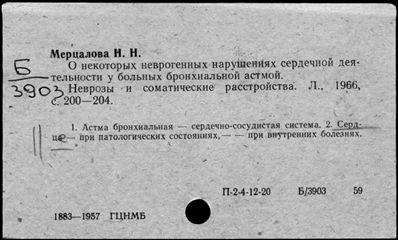 Мерцалова Н. Н.
Б
О некоторых неврогенных нарушениях сердечной дея-
тельности у больных бронхиальной астмой.
3903 Неврозы и соматические расстройства. Л., 1966,
с. 200—204.
1. Астма бронхиальная — сердечно-сосудистая система. 2. Серд-
це — при патологических состояниях, — — при внутренних болезнях.
П-2-4-12-20 Б/3903 59
1883—1957 ГЦНМБ